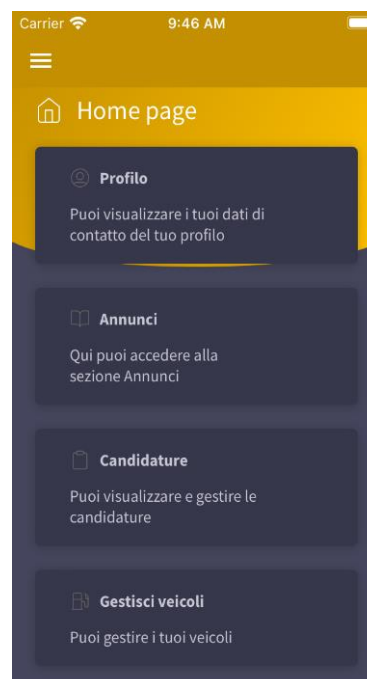 Carrier 9:46 AM
Home page
Profilo
Puoi visualizzare i tuoi dati di
contatto del tuo profilo
Annunci
Qui puoi accedere alla
sezione Annunci
Candidature
Puoi visualizzare e gestire le
candidature
Gestisci veicoli
Puoi gestire i tuoi veicoli